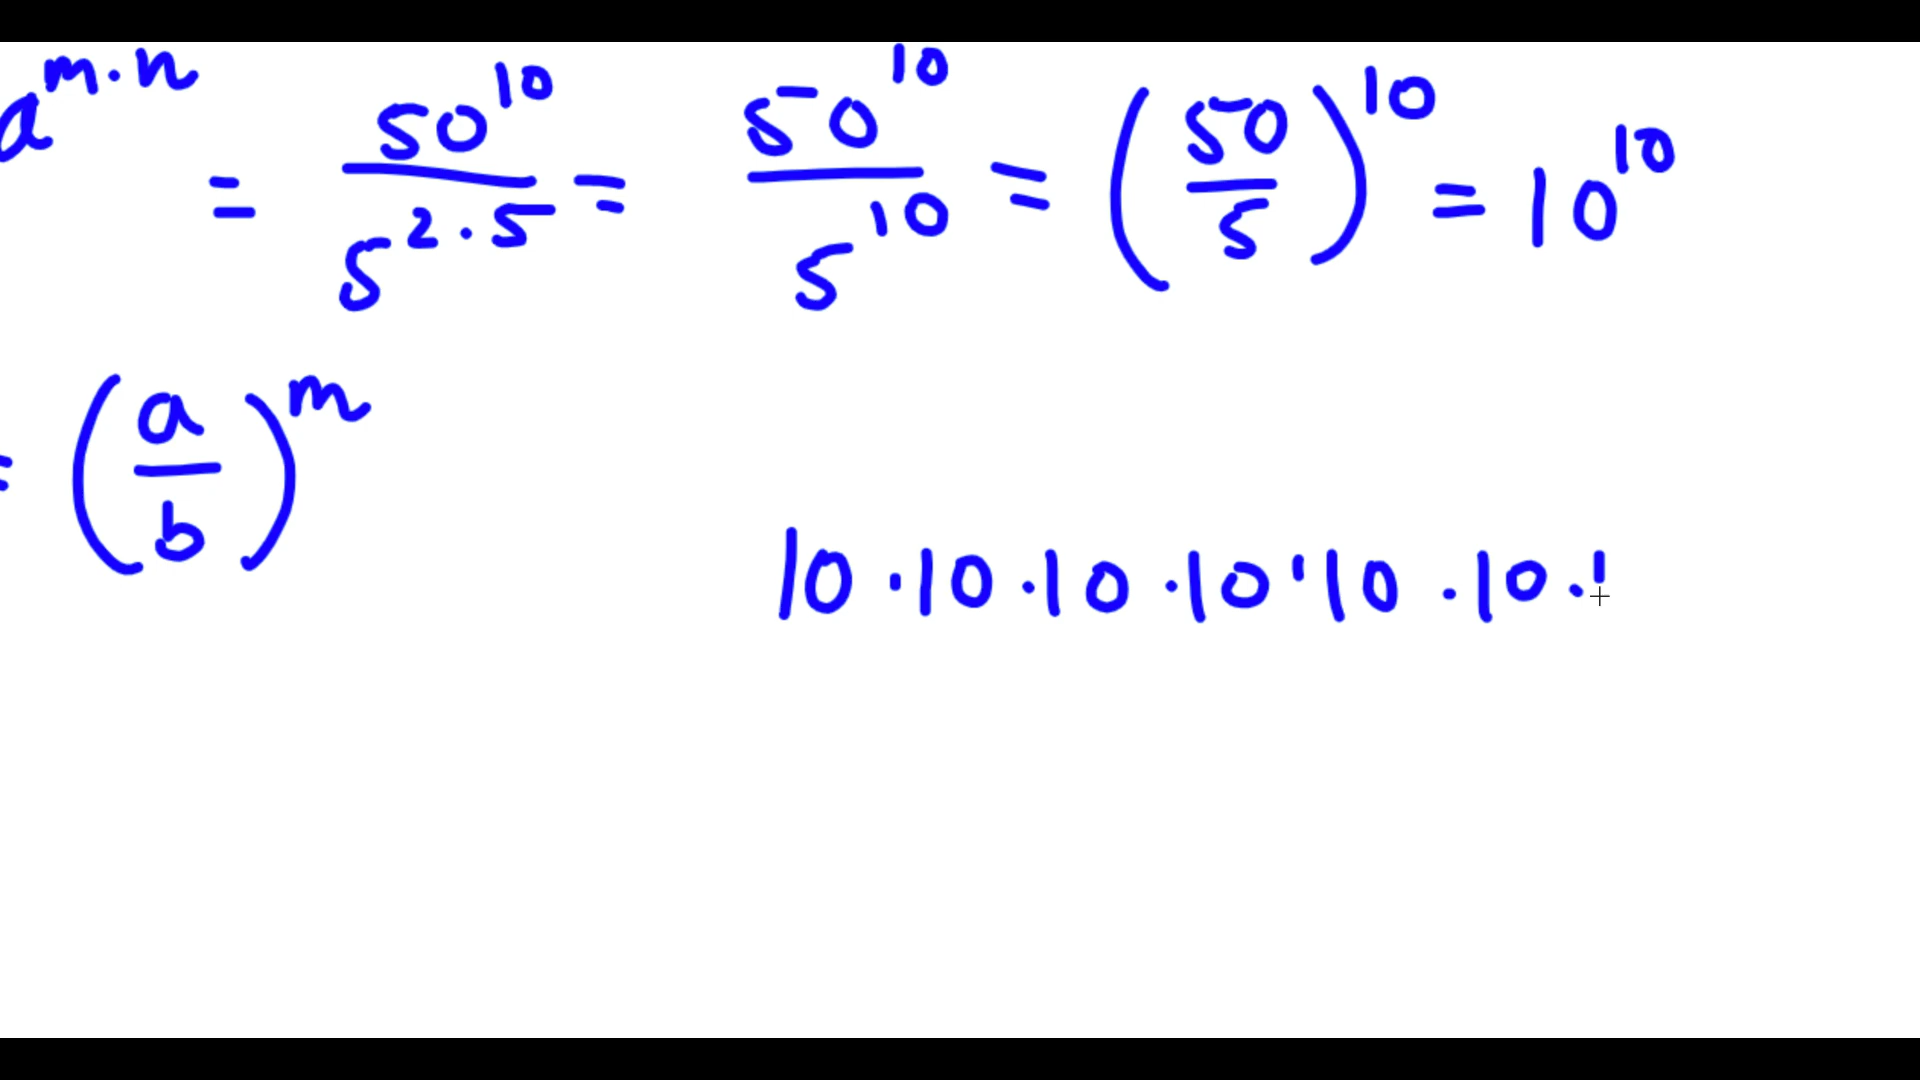 a^{m·n} = 50^{10} / 5^{2·5} = 50^{10} / 5^{10} = (50/5)^{10} = 10^{10}
= (a/b)^m
10 · 10 · 10 · 10 · 10 · 10 · 1